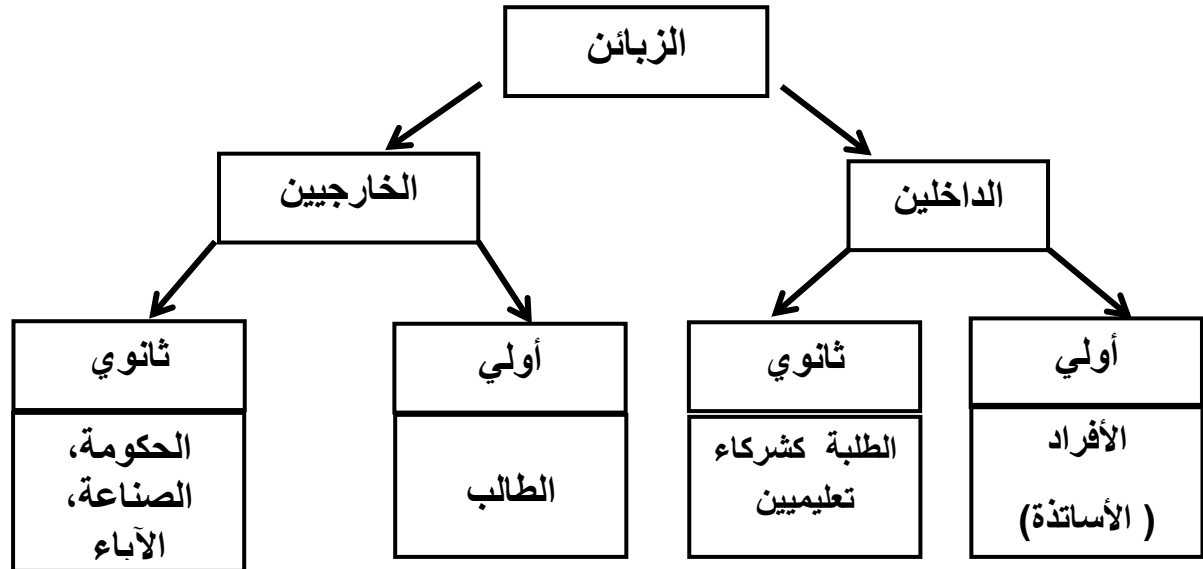 الزبائن
الداخلين
الخارجيين
أولي
ثانوي
أولي
ثانوي
الأفراد
( الأساتذة)
الطلبة كشركاء
تعليميين
الطالب
الحكومة،
الصناعة،
الآباء